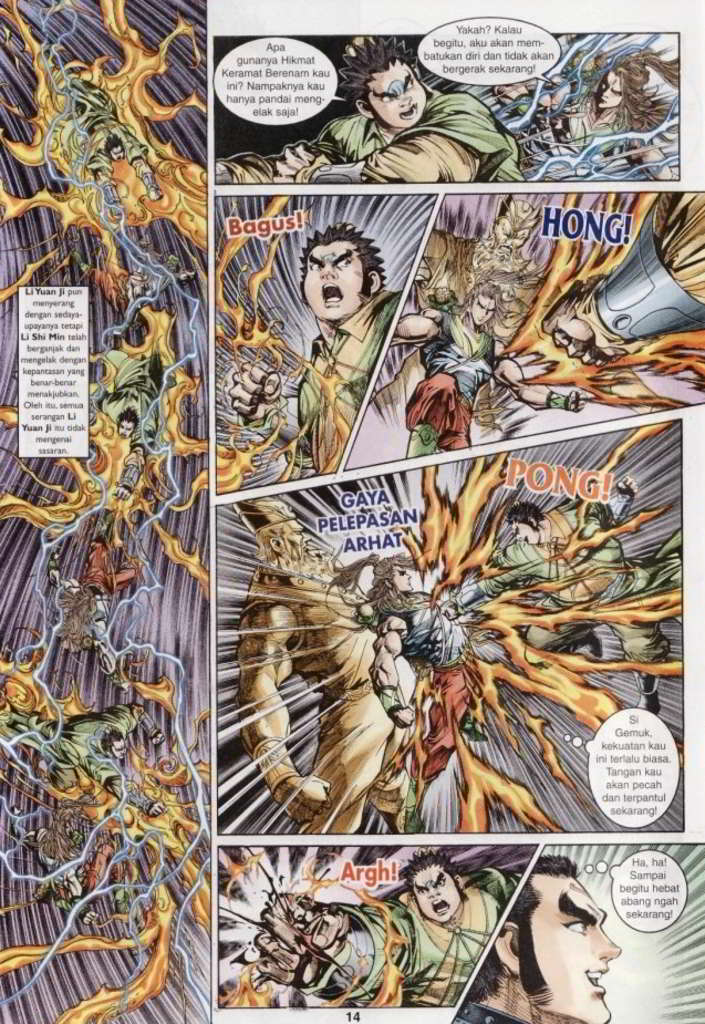 Li Yuan Ji pun
menyerang
dengan sedaya-
upayanya tetapi
Li Shi Min telah
berganjak dan
mengelak dengan
kepantasan yang
benar-benar
menakjubkan.
Oleh itu, semua
serangan Li
Yuan Ji itu tidak
mengenai
sasaran.
Apa
gunanya Hikmat
Keramat Berenam kau
ini? Nampaknya kau
hanya pandai meng-
elak saja!
Yakah? Kalau
begitu, aku akan mem-
batukan diri dan tidak akan
bergerak sekarang!
Bagus!
HONG!
GAYA
PELEPASAN
ARHAT
PONG!
Si
Gemuk,
kekuatan kau
ini terlalu biasa.
Tangan kau
akan pecah
dan terpantul
sekarang!
Argh!
Ha, ha!
Sampai
begitu hebat
abang ngah
sekarang!
14